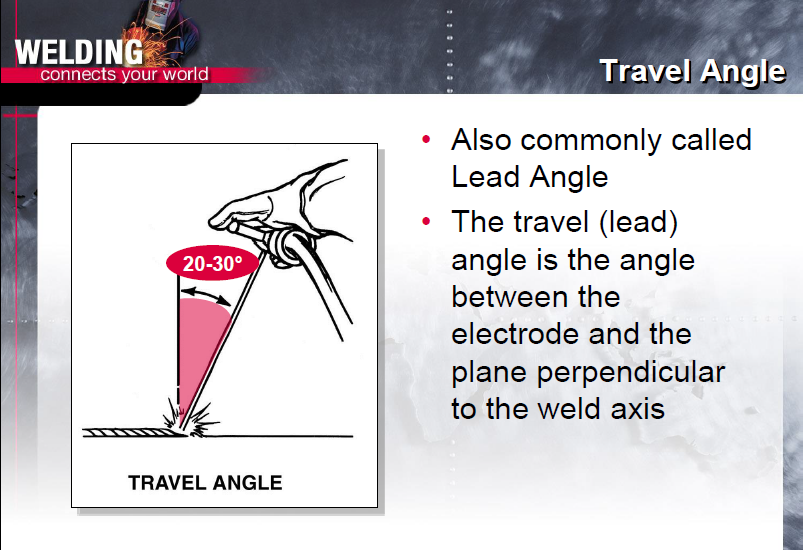 WELDING
connects your world
Travel Angle
20-30°
TRAVEL ANGLE
• Also commonly called
Lead Angle
• The travel (lead)
angle is the angle
between the
electrode and the
plane perpendicular
to the weld axis